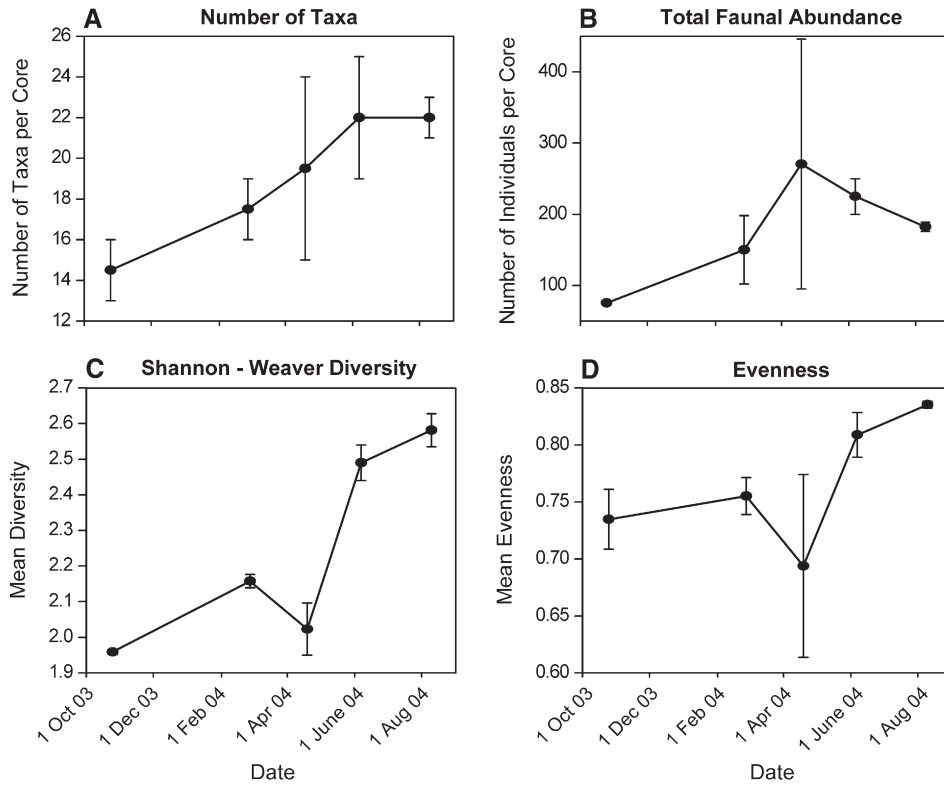 A Number of Taxa
Number of Taxa per Core
26
24
22
20
18
16
14
12
B Total Faunal Abundance
Number of Individuals per Core
400
300
200
100
C Shannon - Weaver Diversity
Mean Diversity
2.7
2.6
2.5
2.4
2.3
2.2
2.1
2.0
1.9
1 Oct 03
1 Dec 03
1 Feb 04
1 Apr 04
1 June 04
1 Aug 04
Date
D Evenness
Mean Evenness
0.85
0.80
0.75
0.70
0.65
0.60
1 Oct 03
1 Dec 03
1 Feb 04
1 Apr 04
1 June 04
1 Aug 04
Date